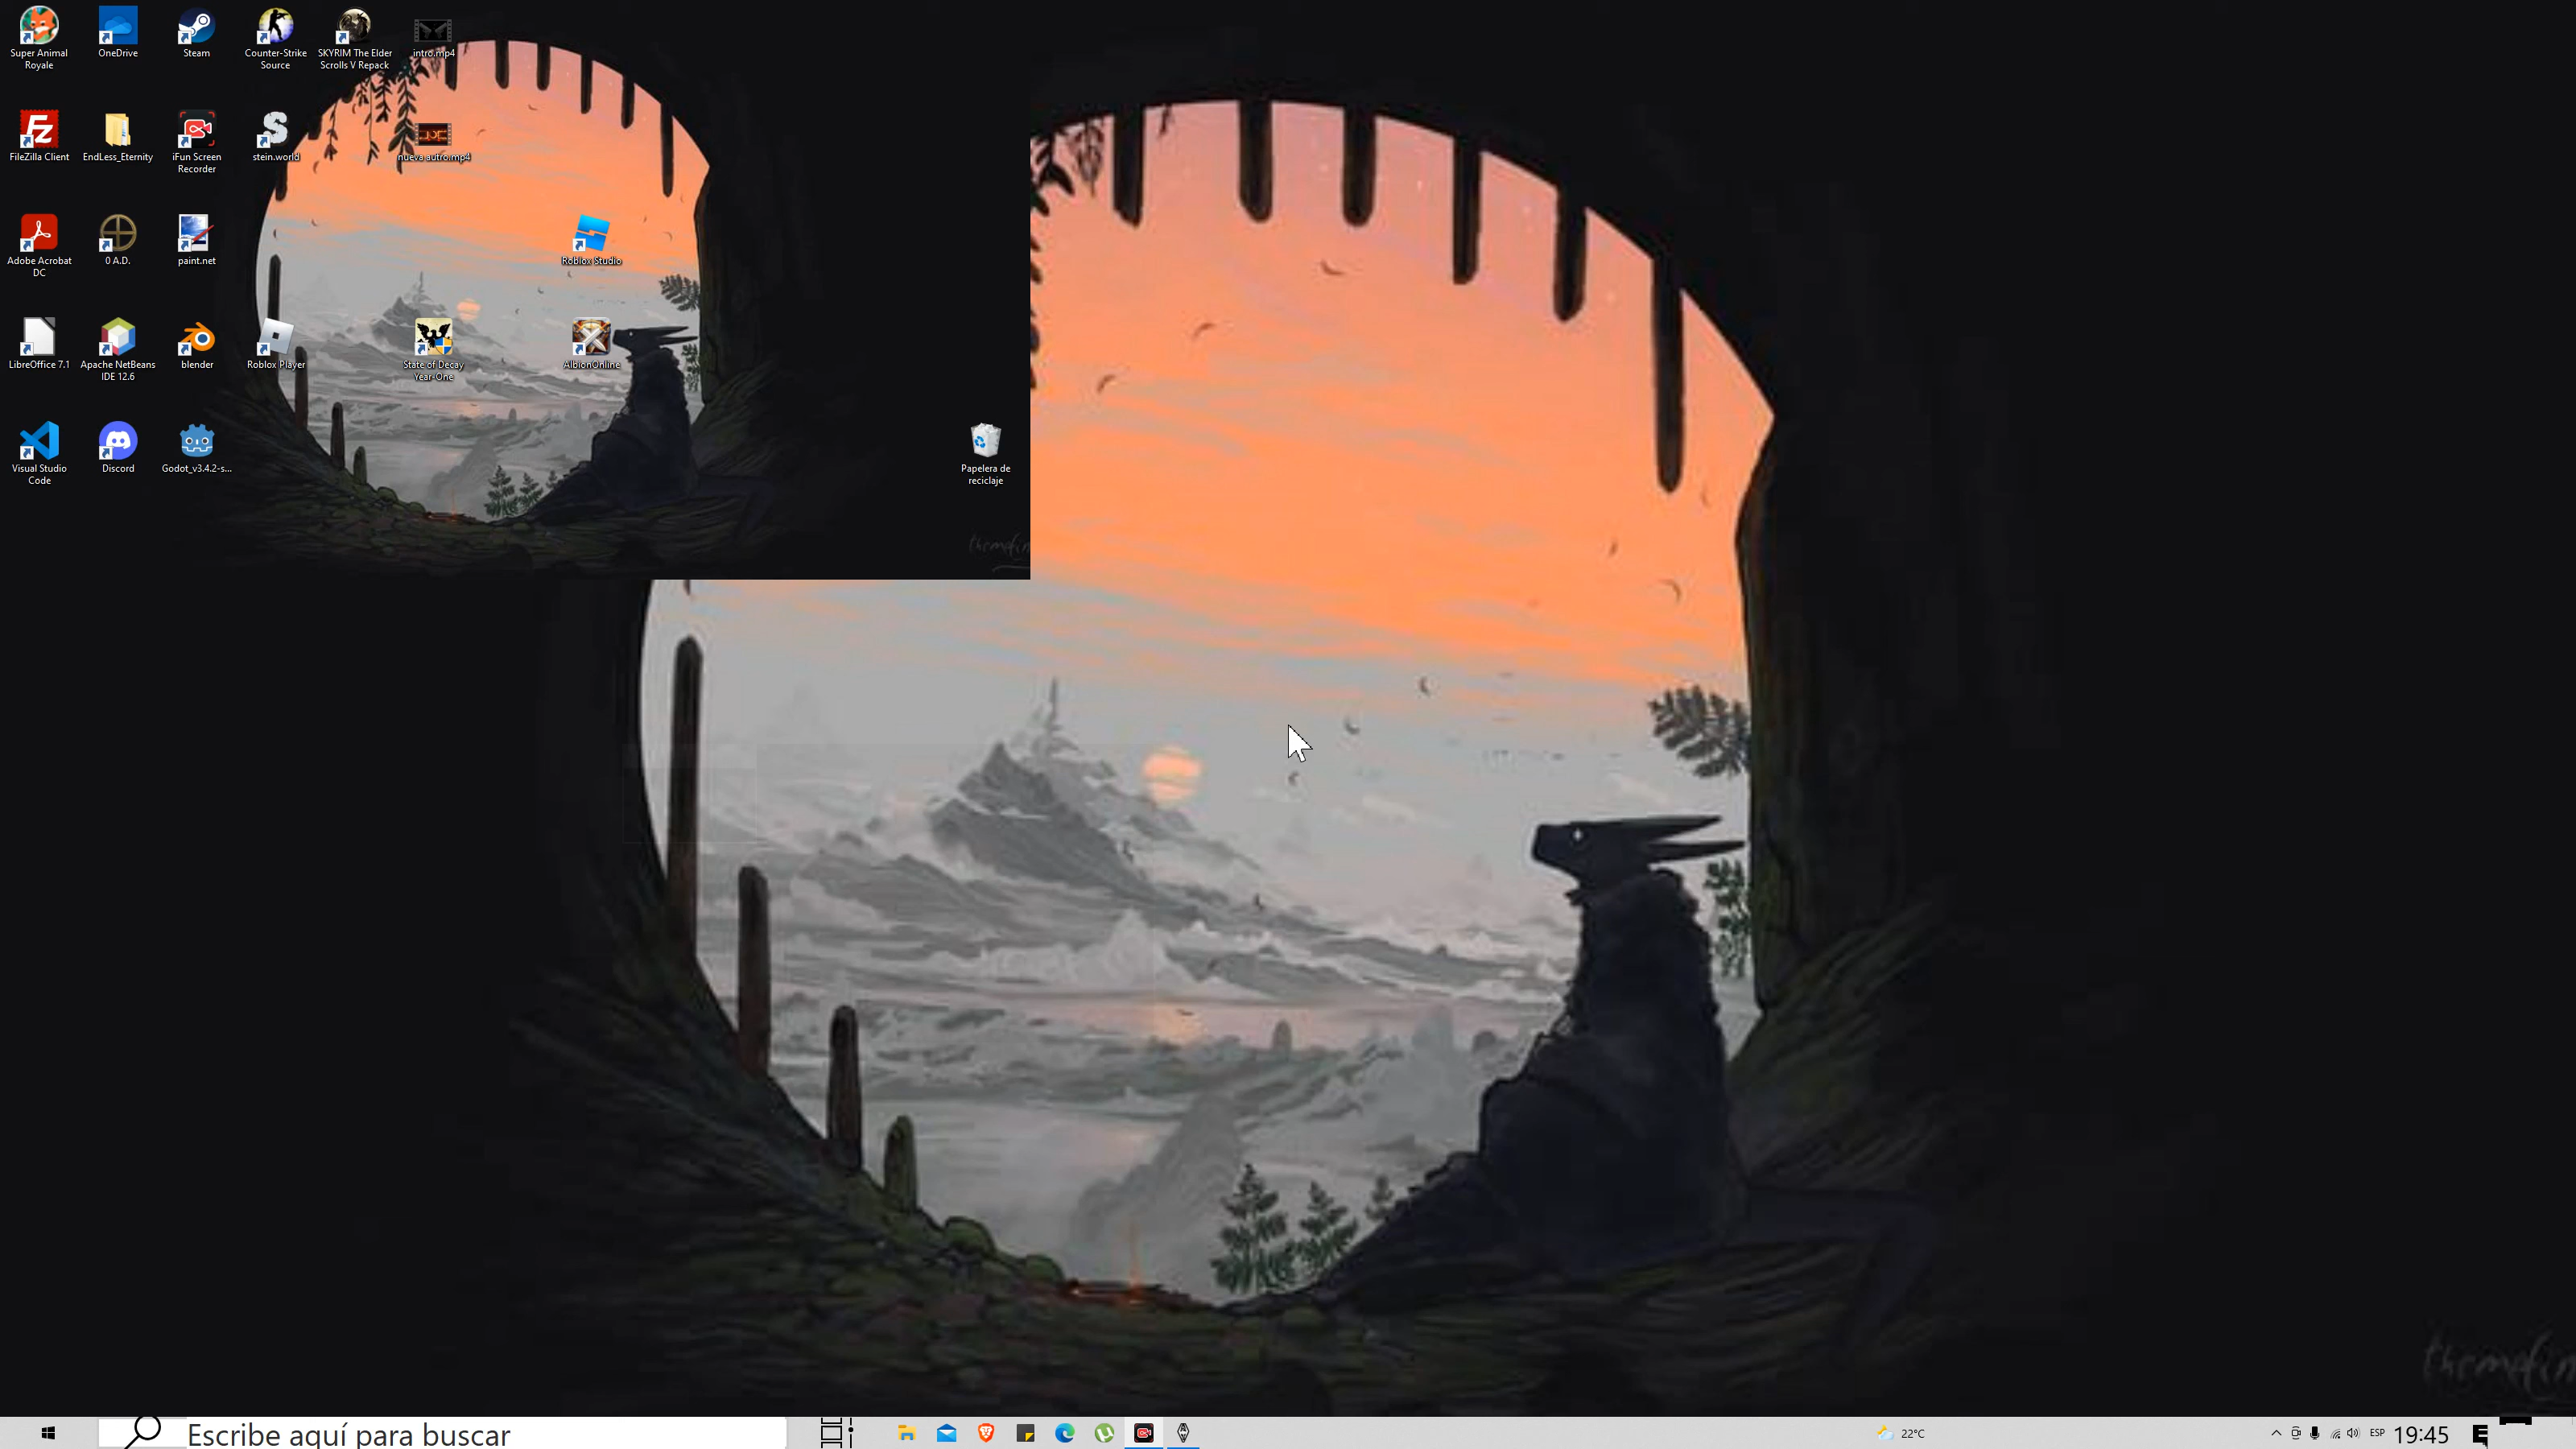 Super Animal
Royale
OneDrive
Steam
Counter-Strike
Source
SKYRIM The Elder
Scrolls V Repack
intro.mp4
FileZilla Client
EndLess_Eternity
iFun Screen
Recorder
stein.world
nueva autro.mp4
Adobe Acrobat
DC
0 A.D.
paint.net
Roblox Studio
LibreOffice 7.1
Apache NetBeans
IDE 12.6
blender
Roblox Player
State of Decay
Year-One
AlbionOnline
Visual Studio
Code
Discord
Godot_v3.4.2-s...
Papelera de
reciclaje
Escribe aquí para buscar
22°C
ESP
19:45